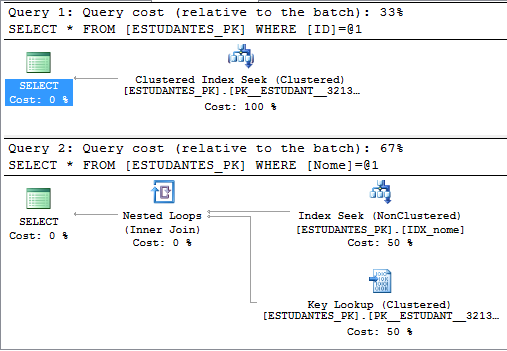 Query 1: Query cost (relative to the batch): 33%
SELECT * FROM [ESTUDANTES_PK] WHERE [ID]=@1
SELECT
Cost: 0 %
Clustered Index Seek (Clustered)
[ESTUDANTES_PK].[PK__ESTUDANT__3213…
Cost: 100 %
Query 2: Query cost (relative to the batch): 67%
SELECT * FROM [ESTUDANTES_PK] WHERE [Nome]=@1
SELECT
Cost: 0 %
Nested Loops
(Inner Join)
Cost: 0 %
Index Seek (NonClustered)
[ESTUDANTES_PK].[IDX_nome]
Cost: 50 %
Key Lookup (Clustered)
[ESTUDANTES_PK].[PK__ESTUDANT__3213…
Cost: 50 %